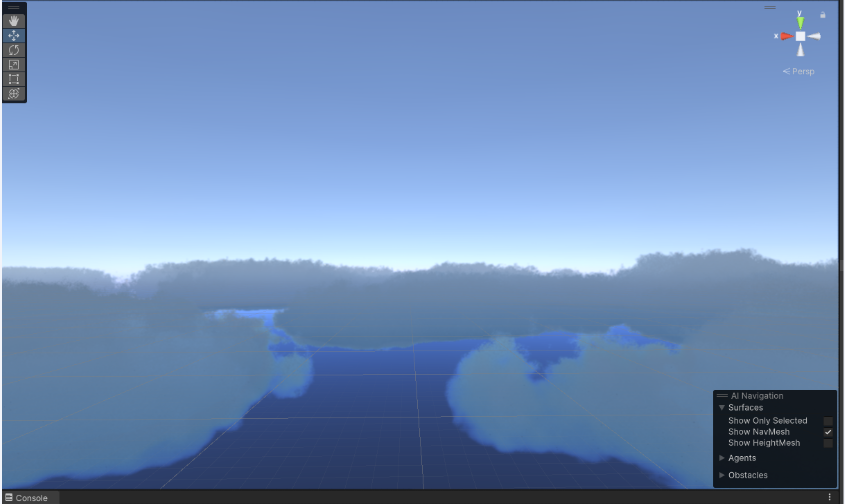 y
x
Persp
AI Navigation
Surfaces
Show Only Selected
Show NavMesh
Show HeightMesh
Agents
Obstacles
Console